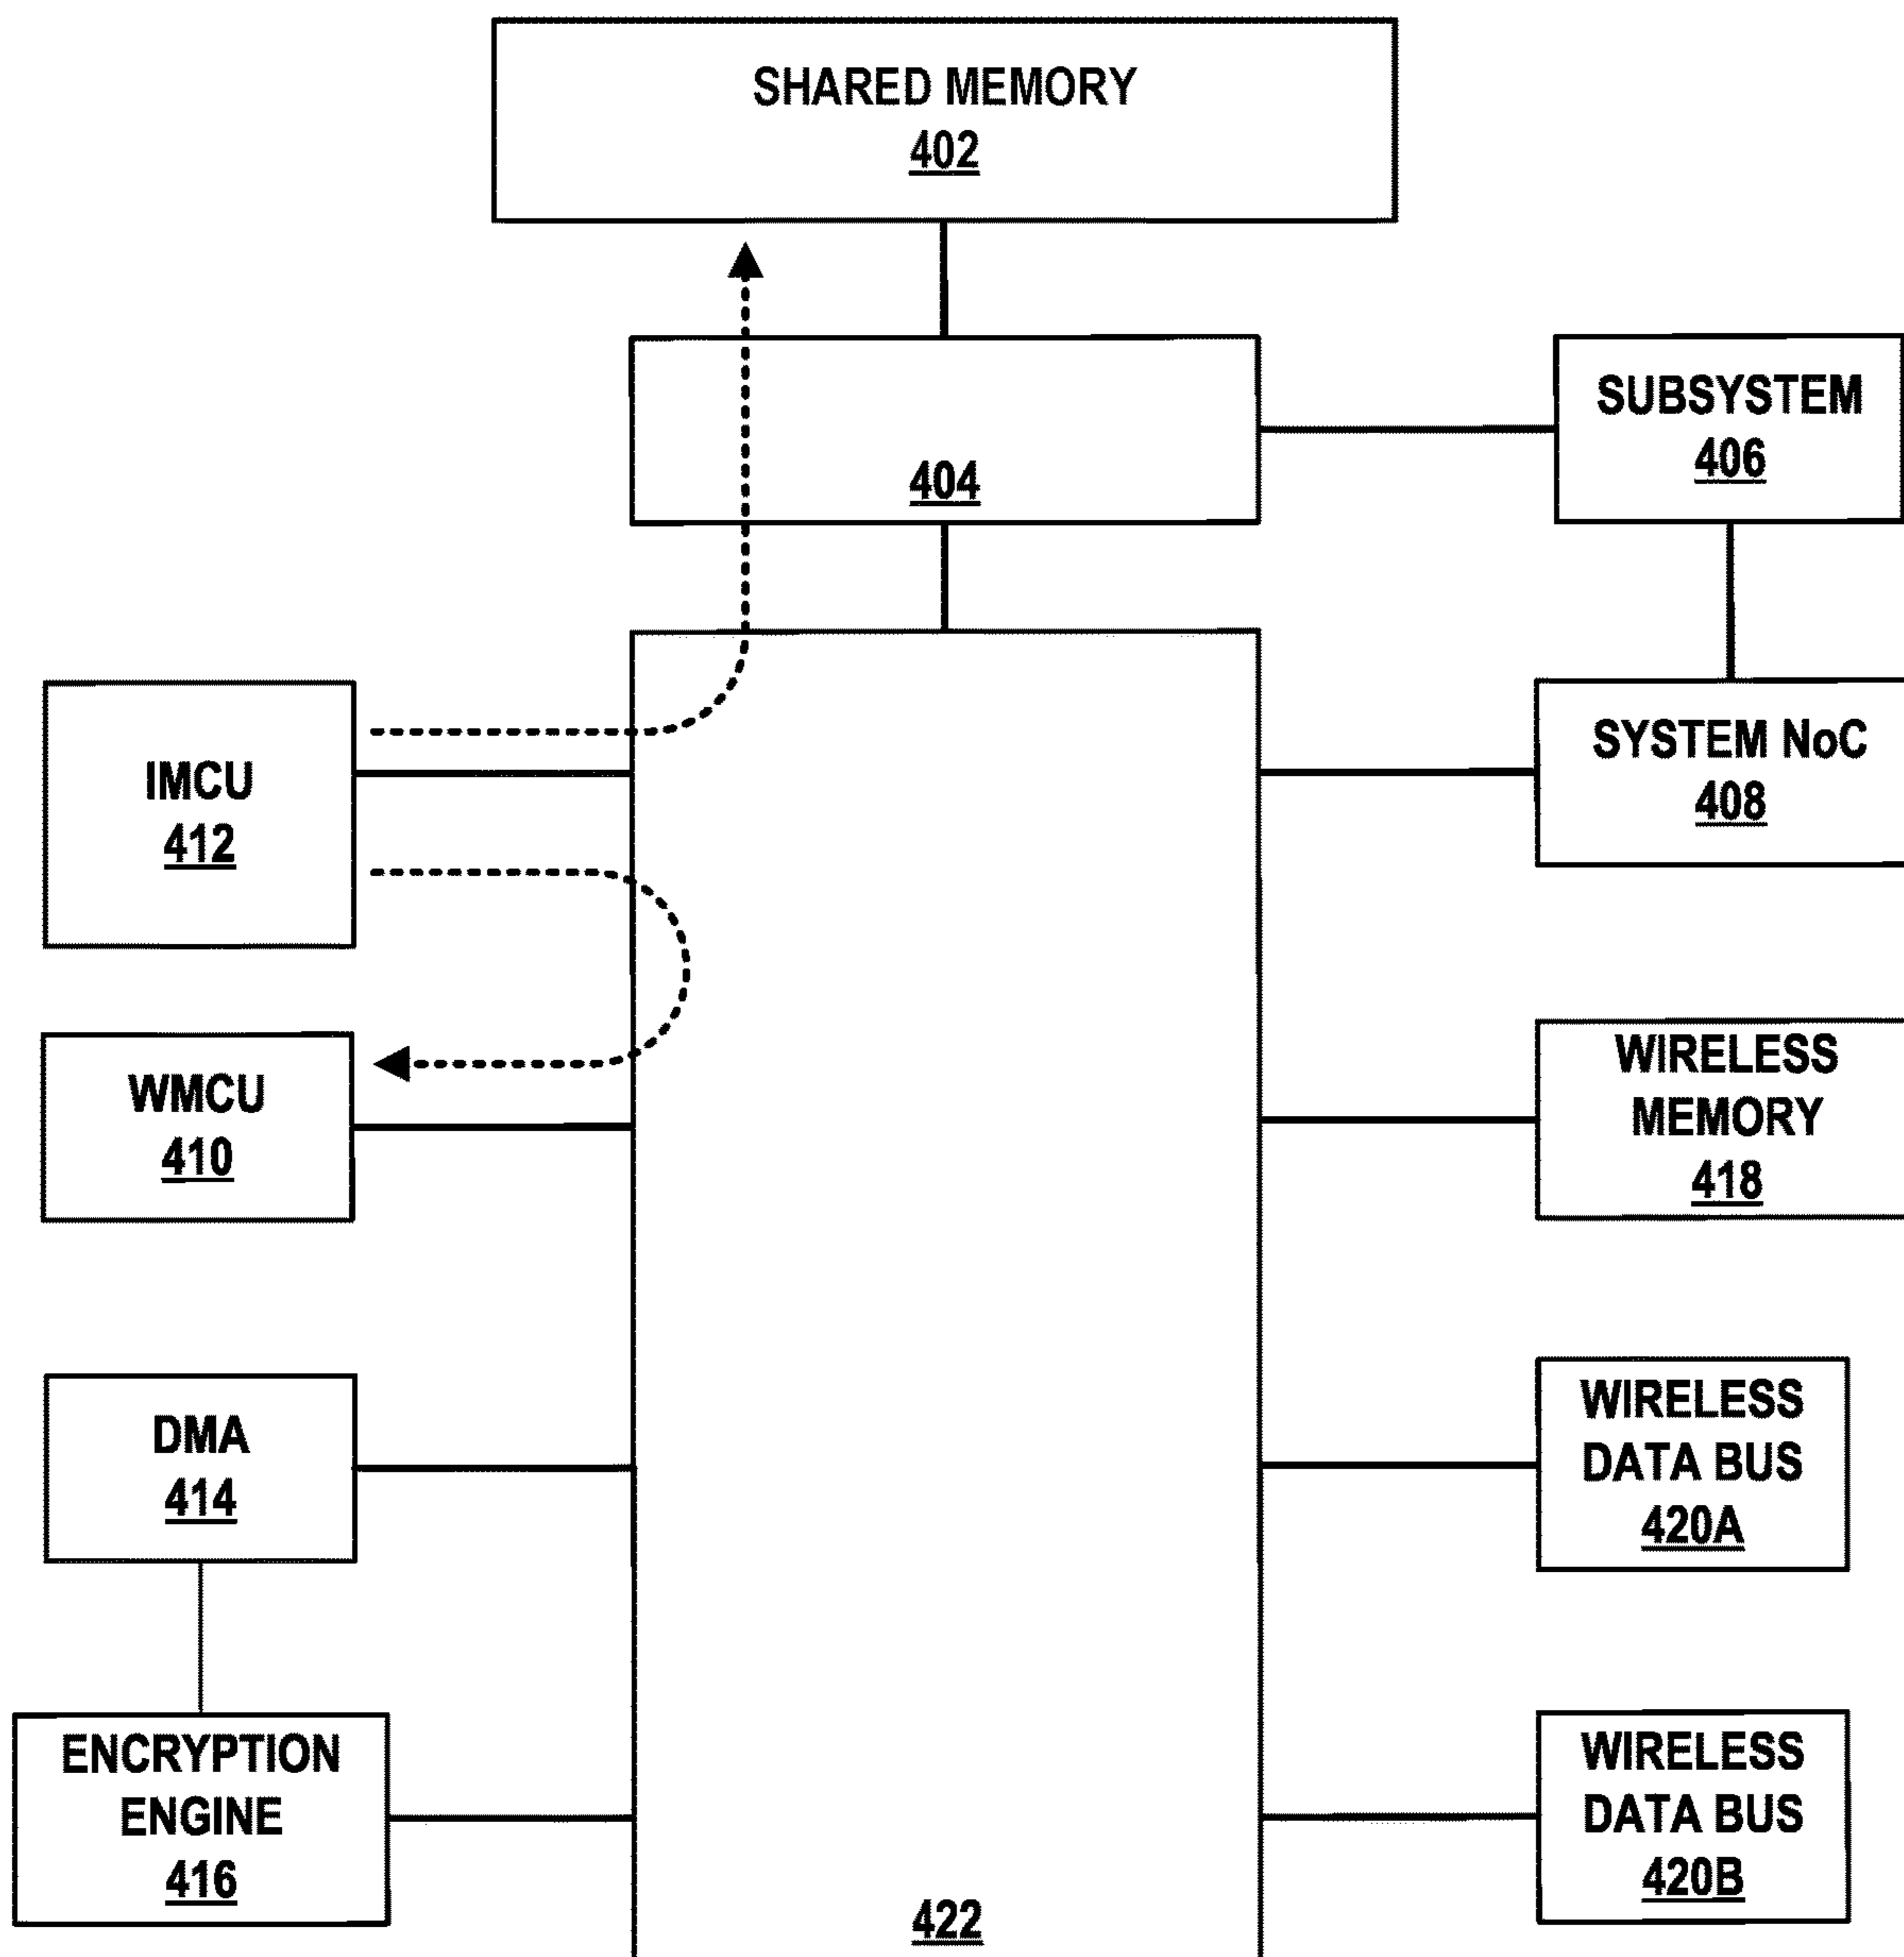 SHARED MEMORY
402
404
SUBSYSTEM
406
IMCU
412
SYSTEM NoC
408
WMCU
410
WIRELESS
MEMORY
418
DMA
414
WIRELESS
DATA BUS
420A
ENCRYPTION
ENGINE
416
WIRELESS
DATA BUS
420B
422